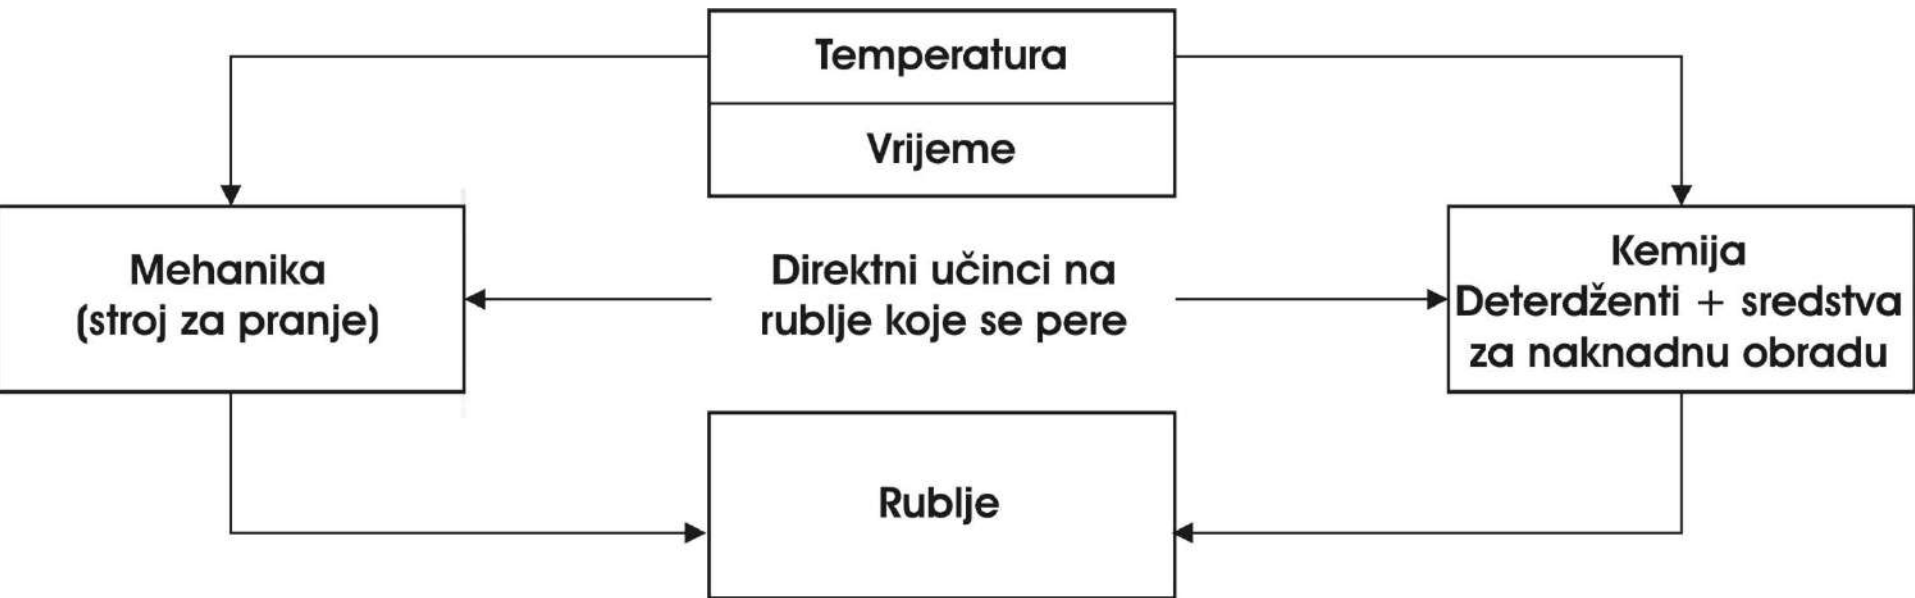 Temperatura
Vrijeme
Mehanika
(stroj za pranje)
Direktni učinci na
rublje koje se pere
Kemija
Deterdženti + sredstva
za naknadnu obradu
Rublje